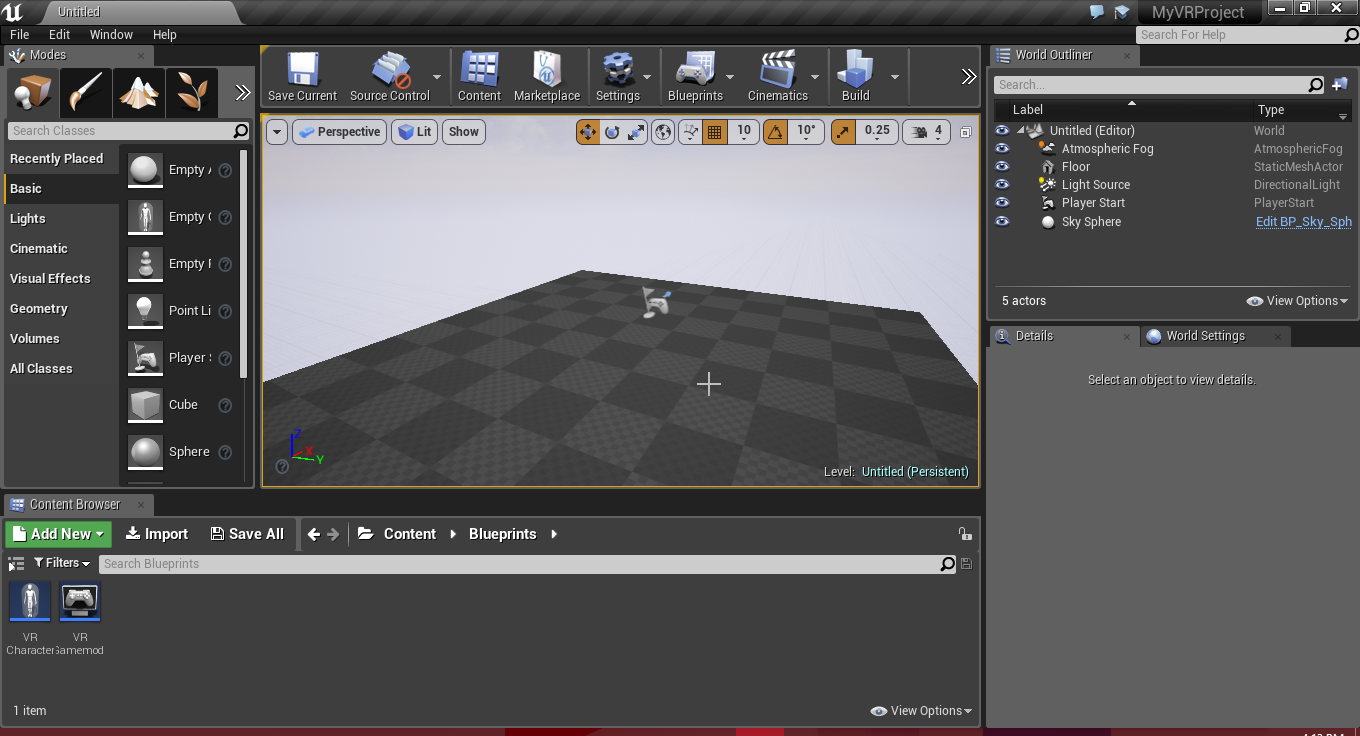 Untitled
MyVRProject
File Edit Window Help
Search For Help
Modes
Search Classes
Recently Placed
Basic
Lights
Cinematic
Visual Effects
Geometry
Volumes
All Classes
Empty
Empty
Empty
Point Li
Player
Cube
Sphere
Save Current Source Control Content Marketplace Settings Blueprints Cinematics Build
Perspective Lit Show 10 10° 0.25 4
Z
X
Y
Level: Untitled (Persistent)
World Outliner
Search...
Label Type
Untitled (Editor) World
Atmospheric Fog AtmosphericFog
Floor StaticMeshActor
Light Source DirectionalLight
Player Start PlayerStart
Sky Sphere Edit BP_Sky_Sph
5 actors View Options
Details World Settings
Select an object to view details.
Content Browser
Add New Import Save All Content Blueprints
Filters Search Blueprints
VR
Character
VR
Gamemod
1 item View Options